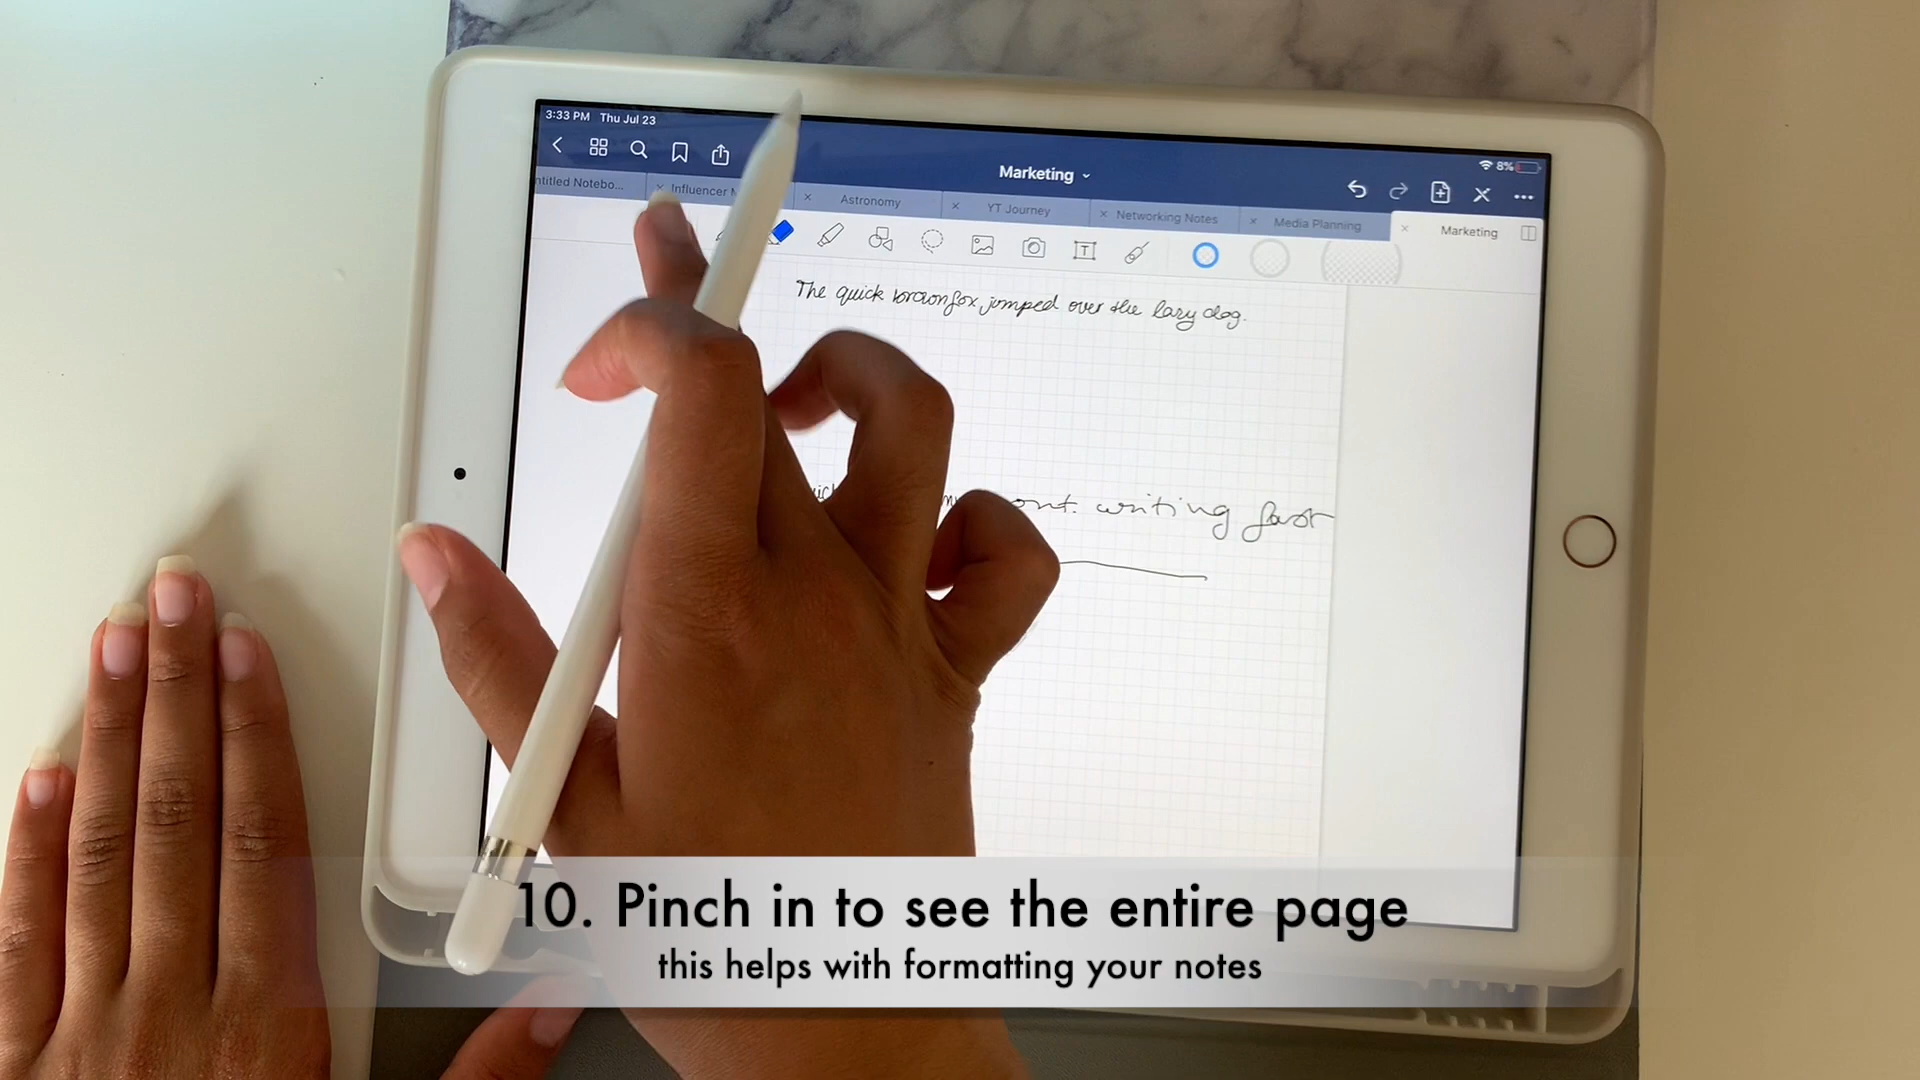 3:33 PM Thu Jul 23
8%
Marketing
ntitled Notebo...
Influencer M
Astronomy
YT Journey
Networking Notes
Media Planning
Marketing
T
The quick brown fox jumped over the lazy dog.
ont. writing fast
10. Pinch in to see the entire page
this helps with formatting your notes